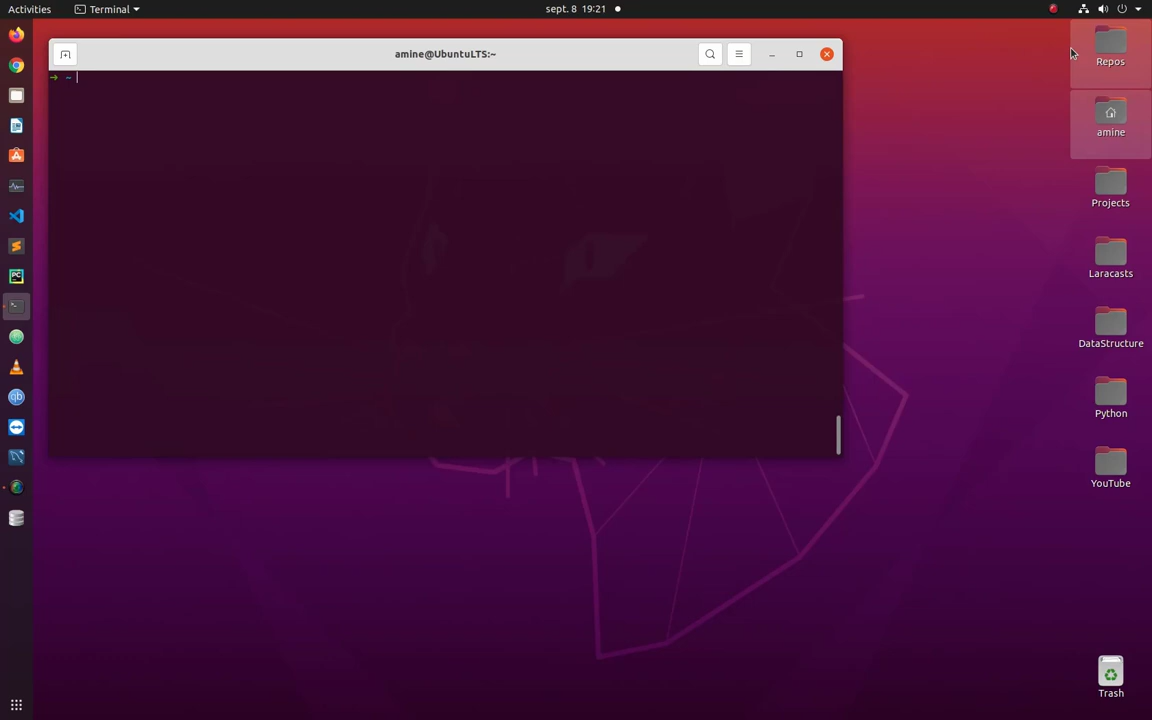 Activities
Terminal
sept. 8 19:21
amine@UbuntuLTS:~
→ ~
Repos
amine
Projects
Laracasts
DataStructure
Python
YouTube
Trash